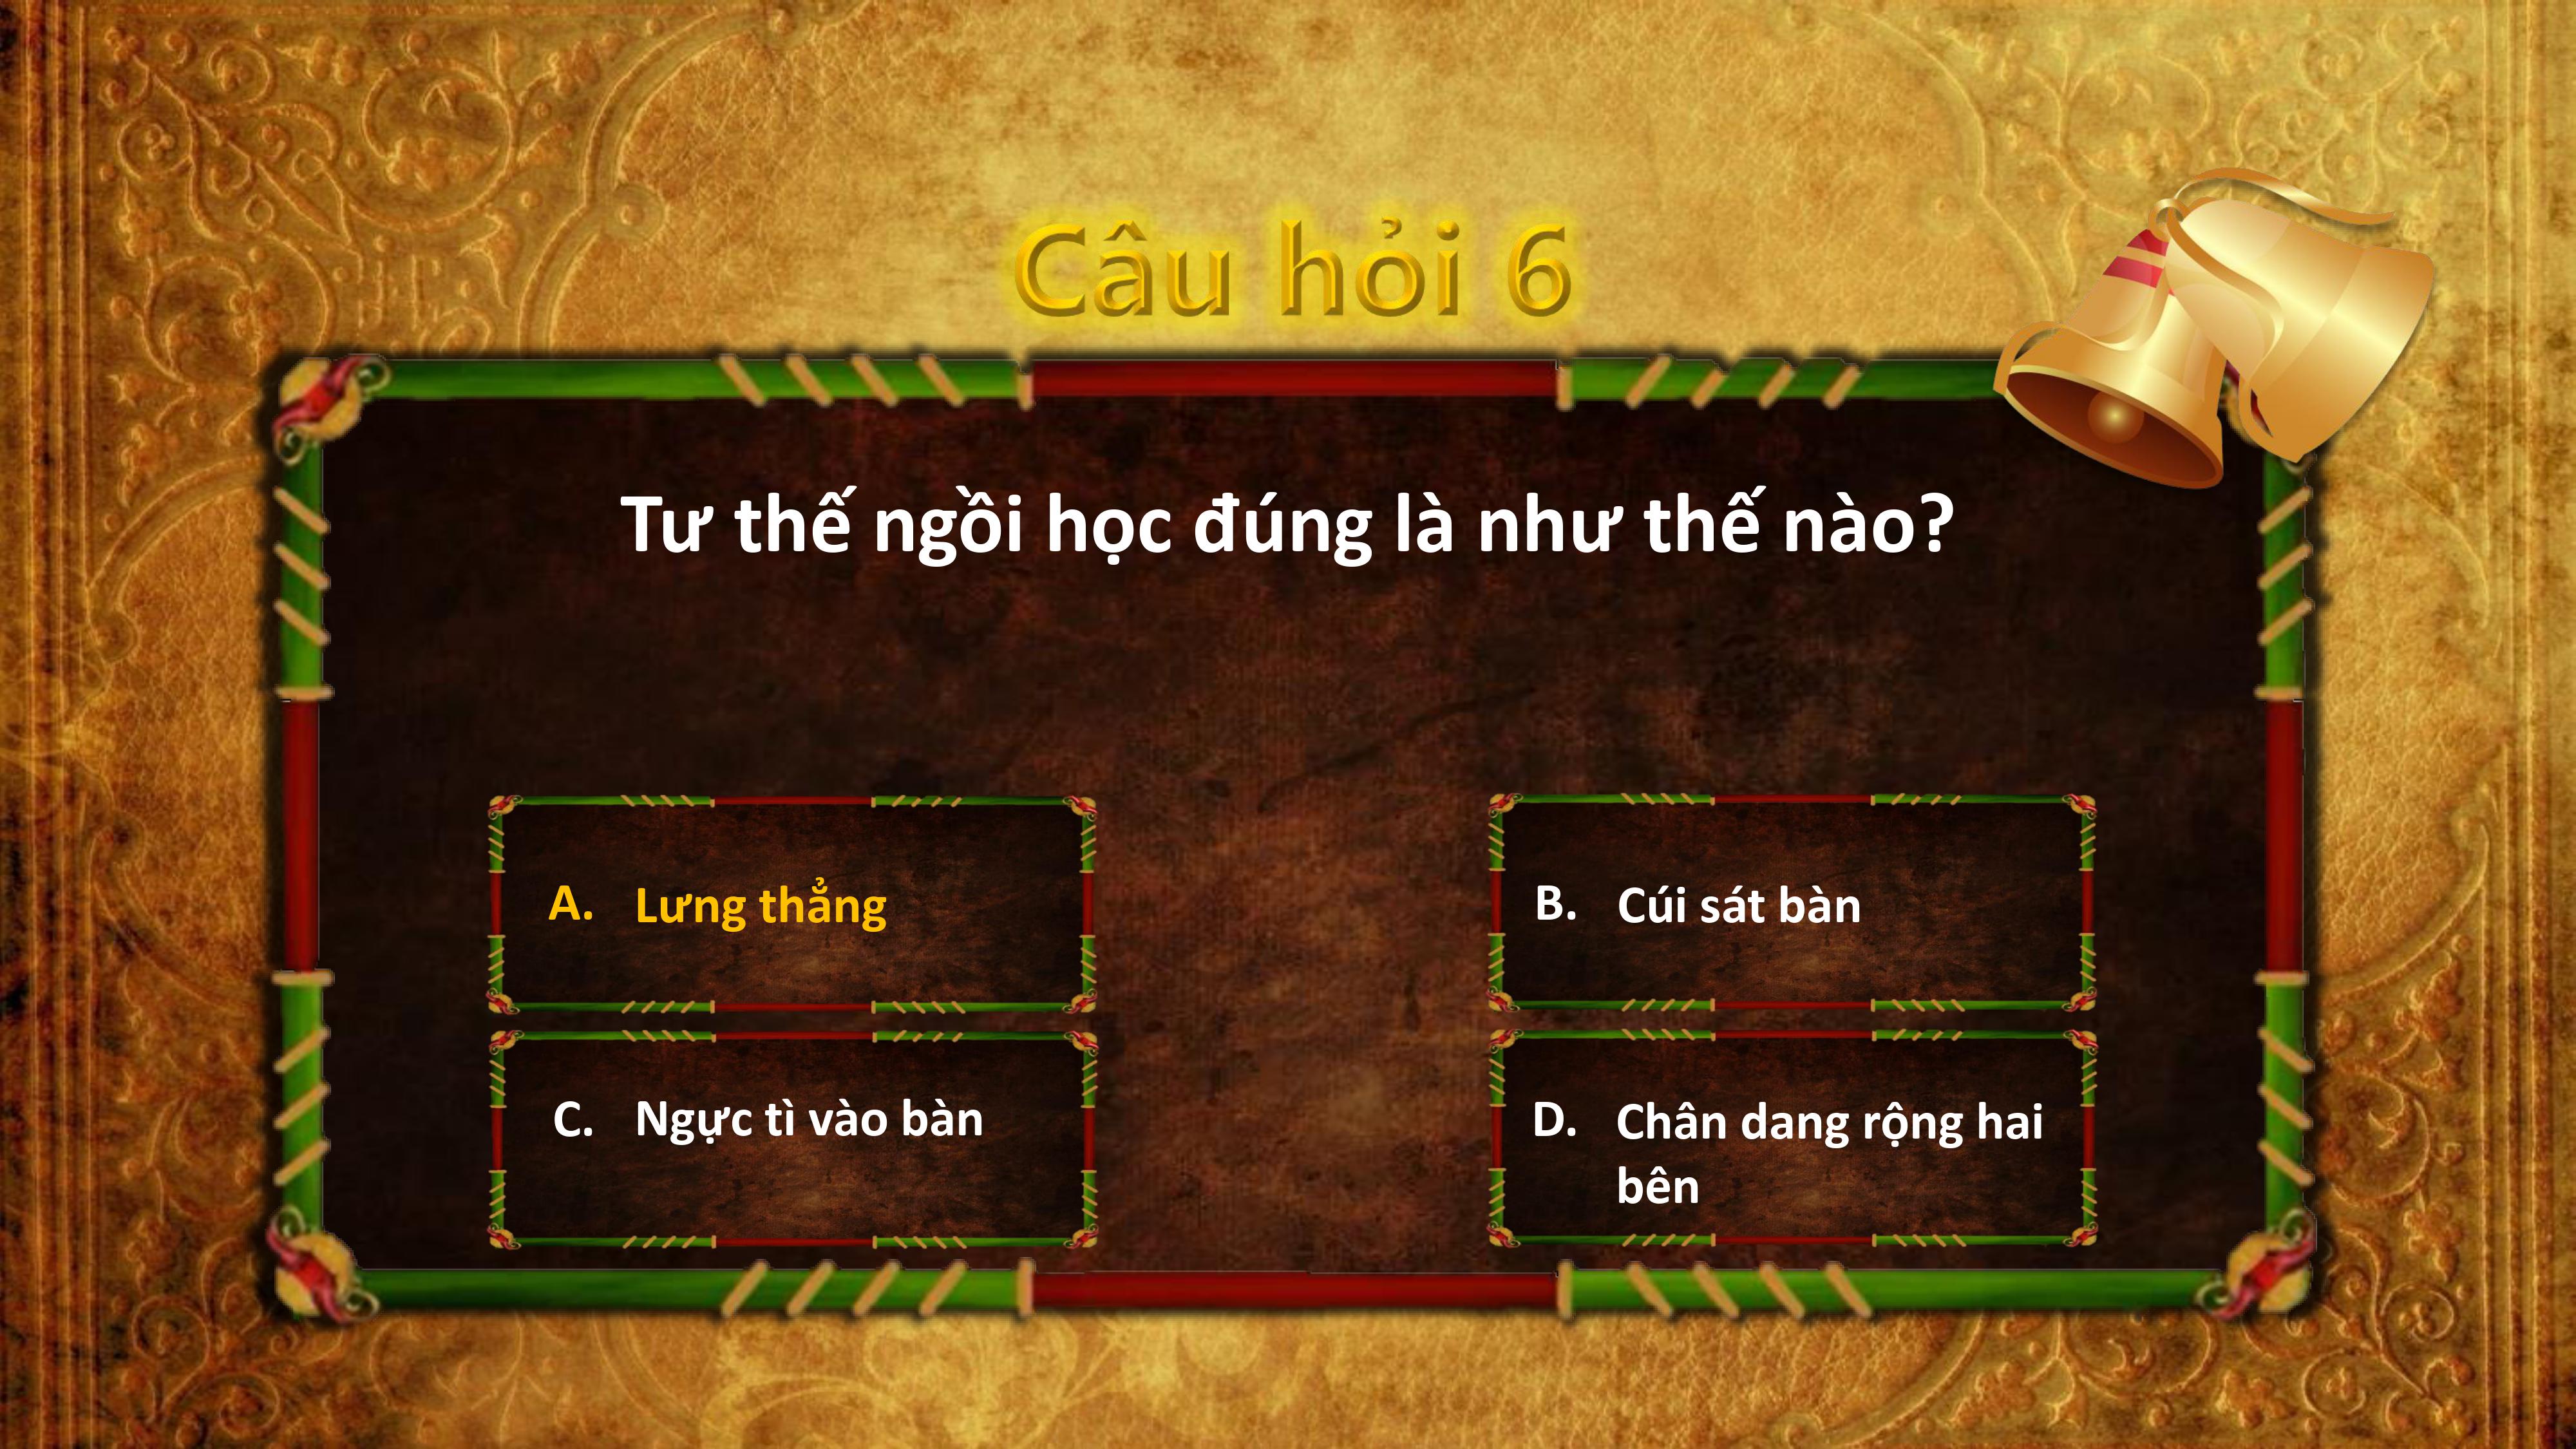 Câu hỏi 6
Tư thế ngồi học đúng là như thế nào?
A. Lưng thẳng
B. Cúi sát bàn
C. Ngực tì vào bàn
D. Chân dang rộng hai
bên